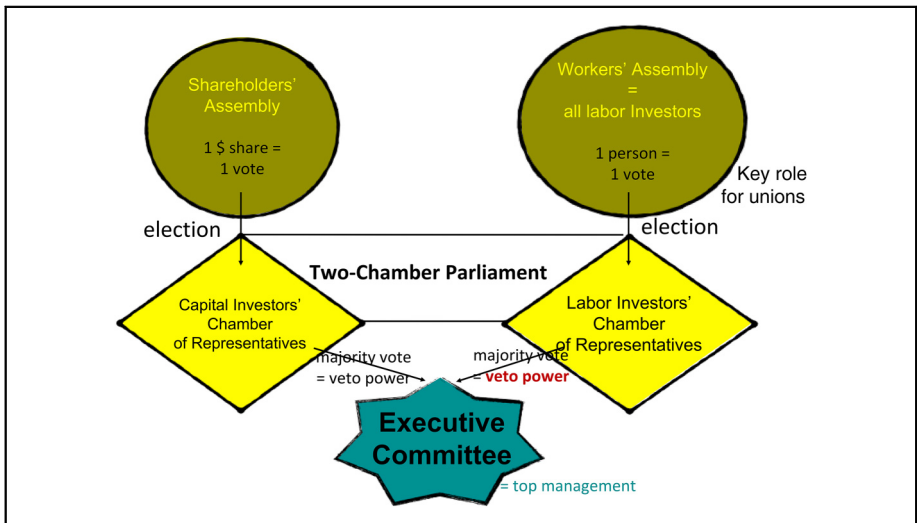 Shareholders’
Assembly
1 $ share =
1 vote
Workers’ Assembly
=
all labor Investors
1 person =
1 vote
Key role
for unions
election
election
Two-Chamber Parliament
Capital Investors’
Chamber
of Representatives
Labor Investors’
Chamber
of Representatives
majority vote
= veto power
majority vote
= veto power
Executive
Committee
= top management